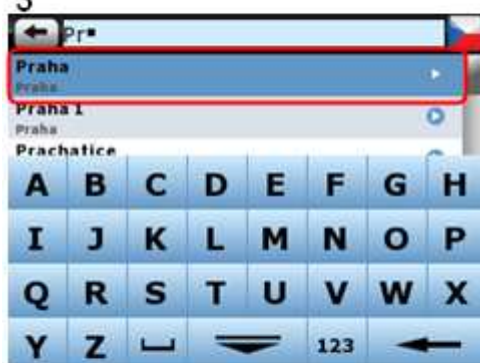 3
Pr
Praha
Praha
Praha 1
Praha
Prachatice
A B C D E F G H
I J K L M N O P
Q R S T U V W X
Y Z 123